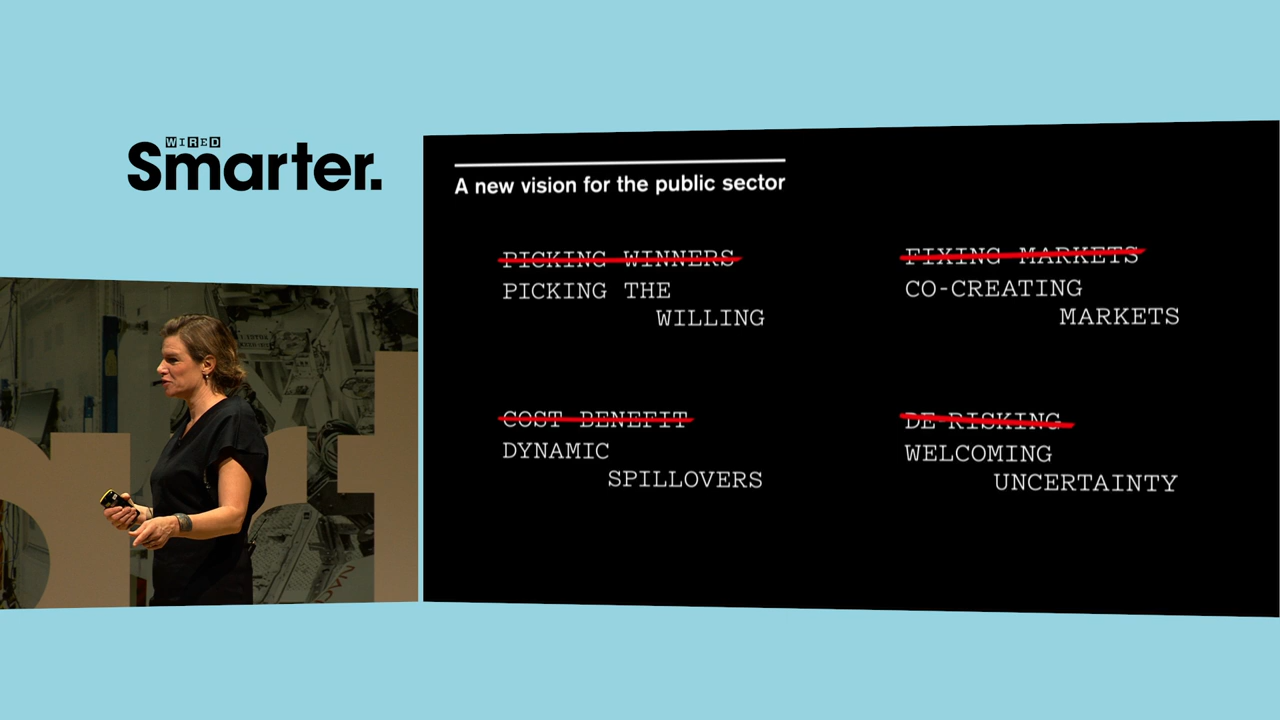 WIRED
Smarter.
A new vision for the public sector
PICKING WINNERS
PICKING THE
WILLING
FIXING MARKETS
CO-CREATING
MARKETS
COST BENEFIT
DYNAMIC
SPILLOVERS
DE-RISKING
WELCOMING
UNCERTAINTY